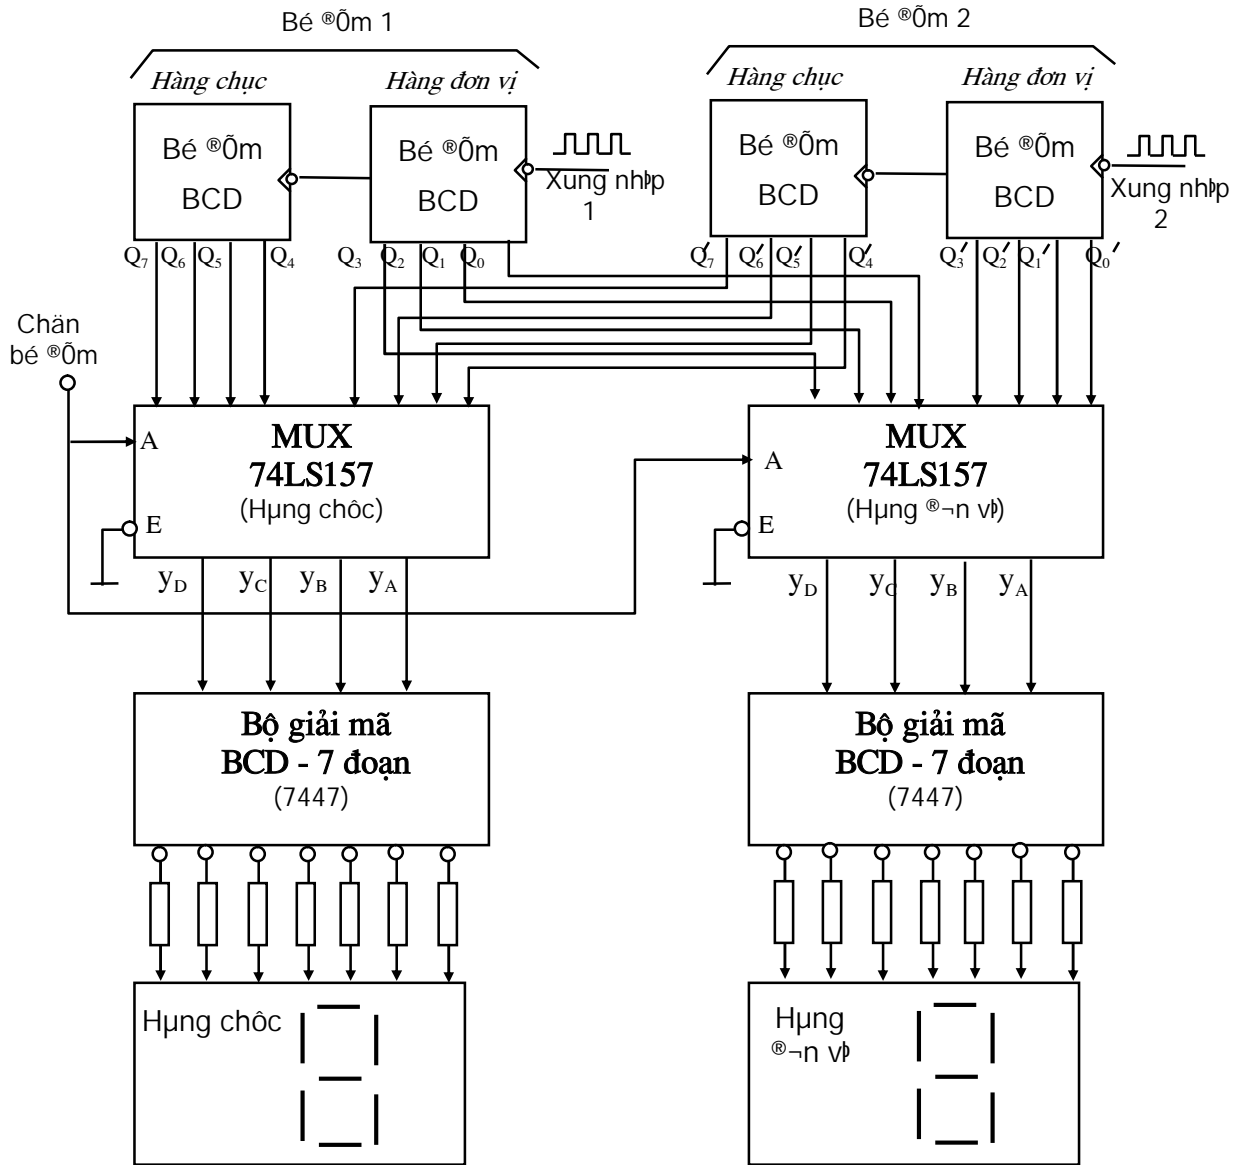 Bé ®Õm 1
Bé ®Õm 2
Hàng chục
Hàng đơn vị
Hàng chục
Hàng đơn vị
Bé ®Õm
BCD
Bé ®Õm
BCD
Xung nhÞp
1
Bé ®Õm
BCD
Bé ®Õm
BCD
Xung nhÞp
2
Q7 Q6 Q5 Q4 Q3 Q2 Q1 Q0
Q'7 Q'6 Q'5 Q'4 Q'3 Q'2 Q'1 Q'0
Chän
bé ®Õm
A
MUX
74LS157
(Hµng chôc)
E
A
MUX
74LS157
(Hµng ®¬n vÞ)
E
yD yC yB yA
yD yC yB yA
Bộ giải mã
BCD - 7 đoạn
(7447)
Bộ giải mã
BCD - 7 đoạn
(7447)
Hµng chôc
Hµng
®¬n vÞ